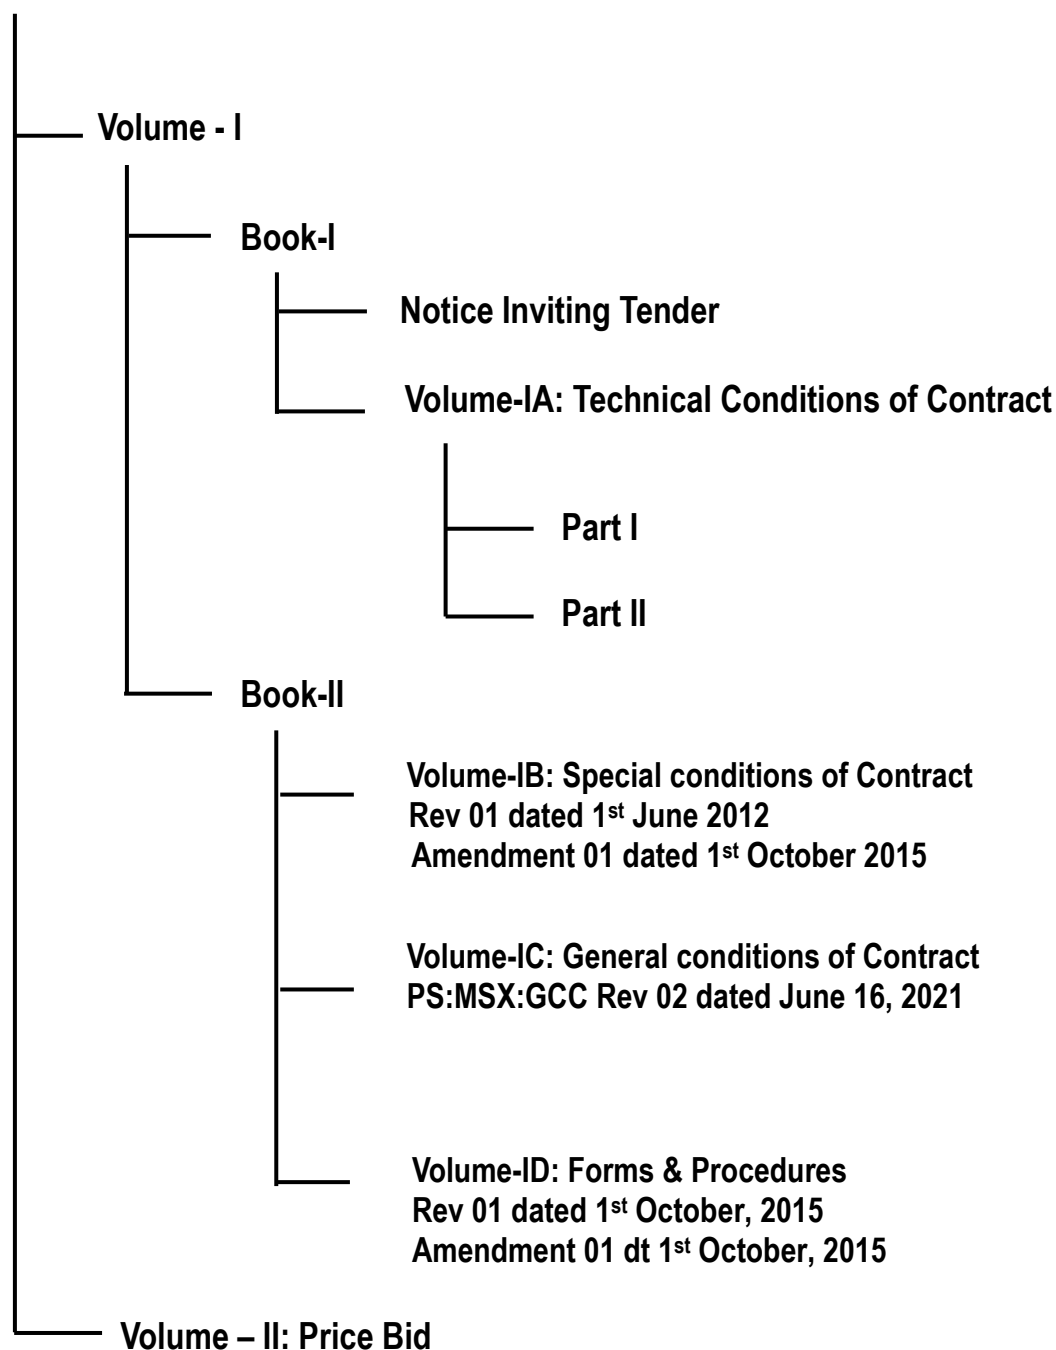 Volume - I
Book-I
Notice Inviting Tender
Volume-IA: Technical Conditions of Contract
Part I
Part II
Book-II
Volume-IB: Special conditions of Contract
Rev 01 dated 1st June 2012
Amendment 01 dated 1st October 2015
Volume-IC: General conditions of Contract
PS:MSX:GCC Rev 02 dated June 16, 2021
Volume-ID: Forms & Procedures
Rev 01 dated 1st October, 2015
Amendment 01 dt 1st October, 2015
Volume – II: Price Bid